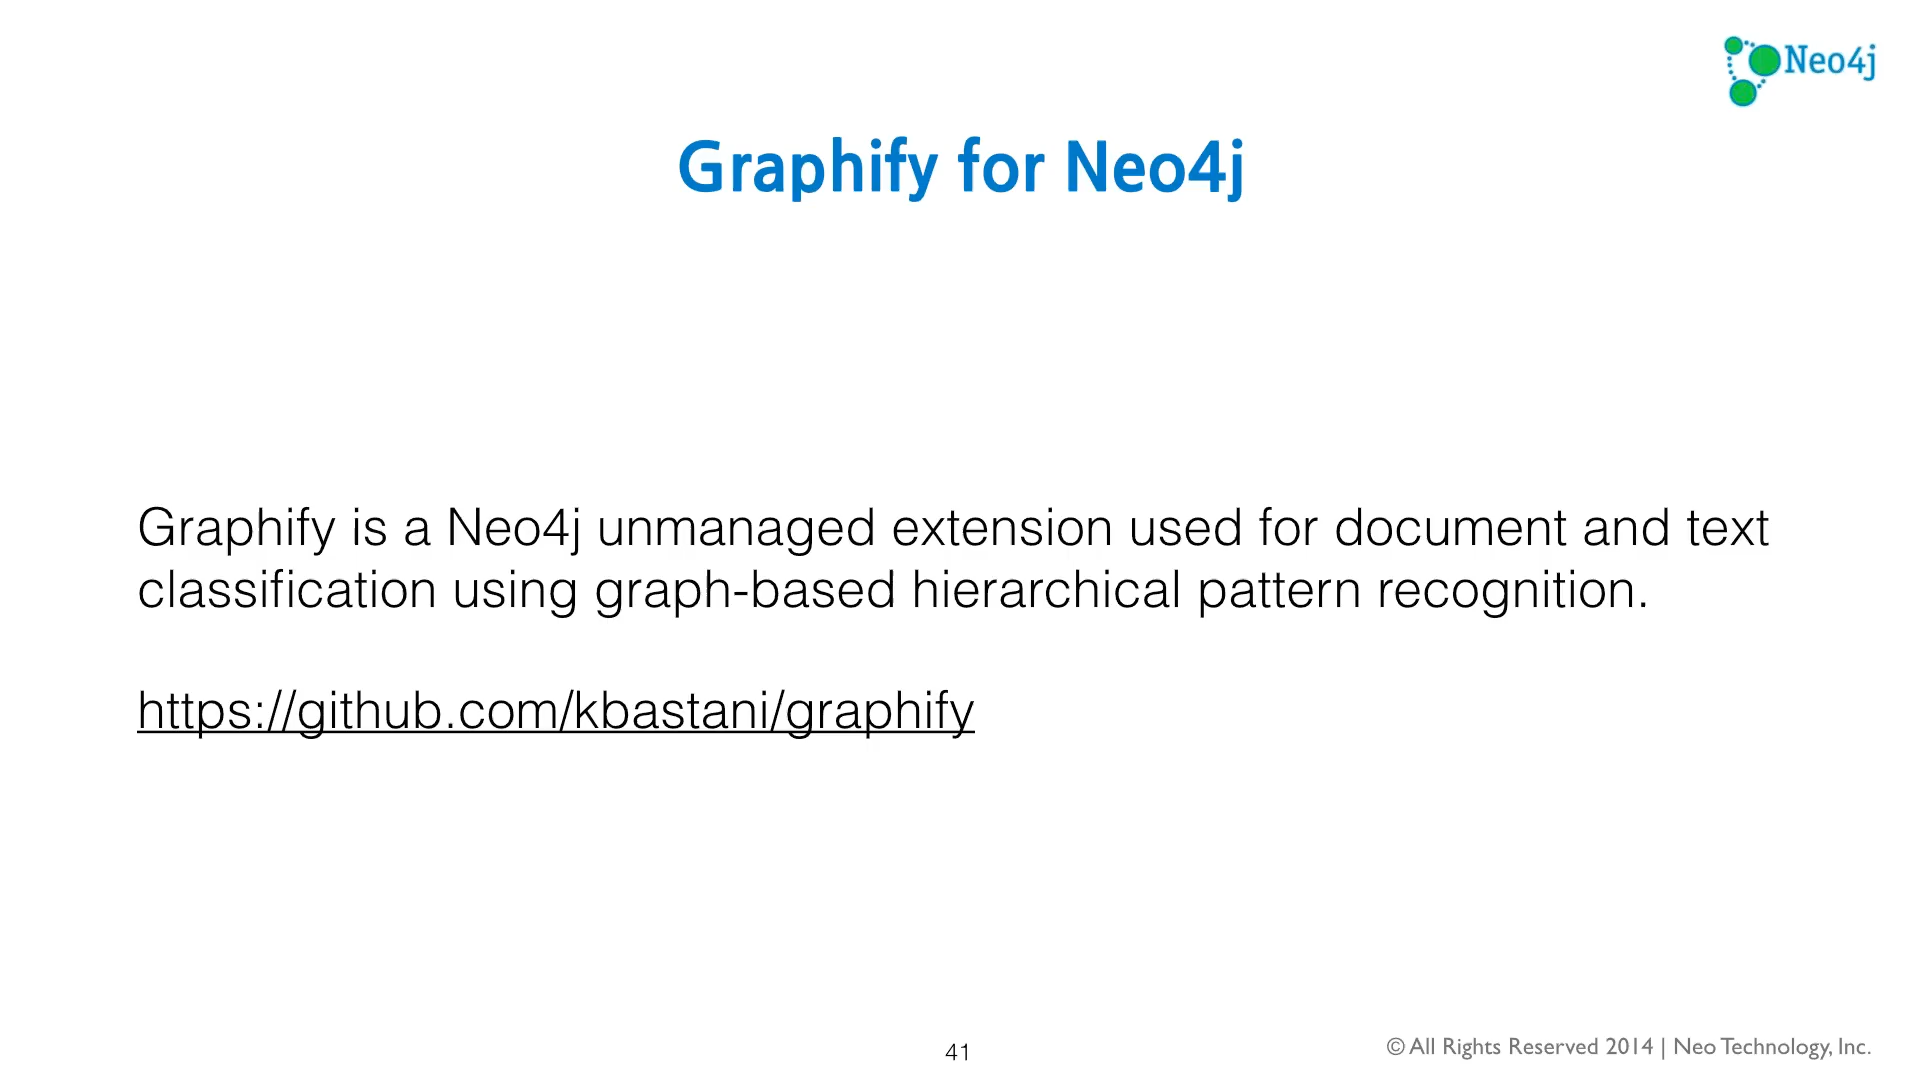 Neo4j
Graphify for Neo4j
Graphify is a Neo4j unmanaged extension used for document and text
classification using graph-based hierarchical pattern recognition.
https://github.com/kbastani/graphify
41
© All Rights Reserved 2014 | Neo Technology, Inc.